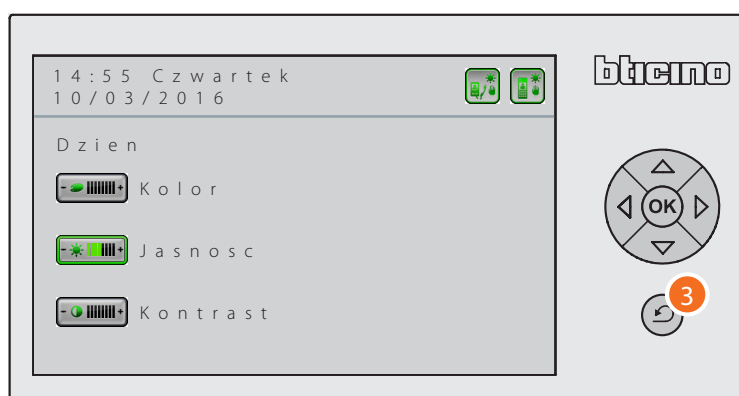 14:55 Czwartek
10/03/2016
bticino
Dzien
Kolor
Jasnosc
OK
Kontrast
3